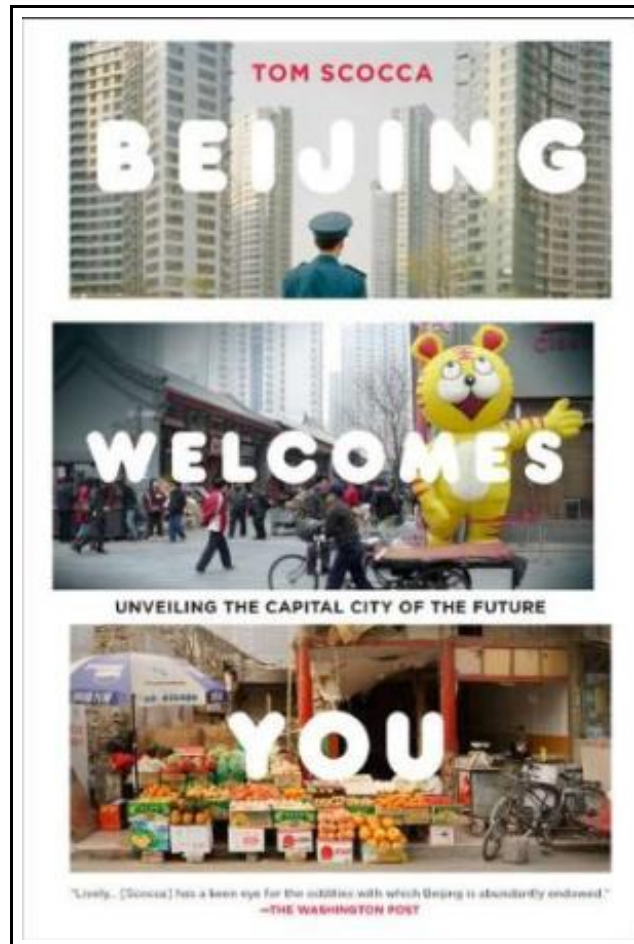 TOM SCOCCA
BEIJING
WELCOMES
UNVEILING THE CAPITAL CITY OF THE FUTURE
YOU
"Lively... [Scocca] has a keen eye for the oddities with which Beijing is abundantly endowed."
—THE WASHINGTON POST